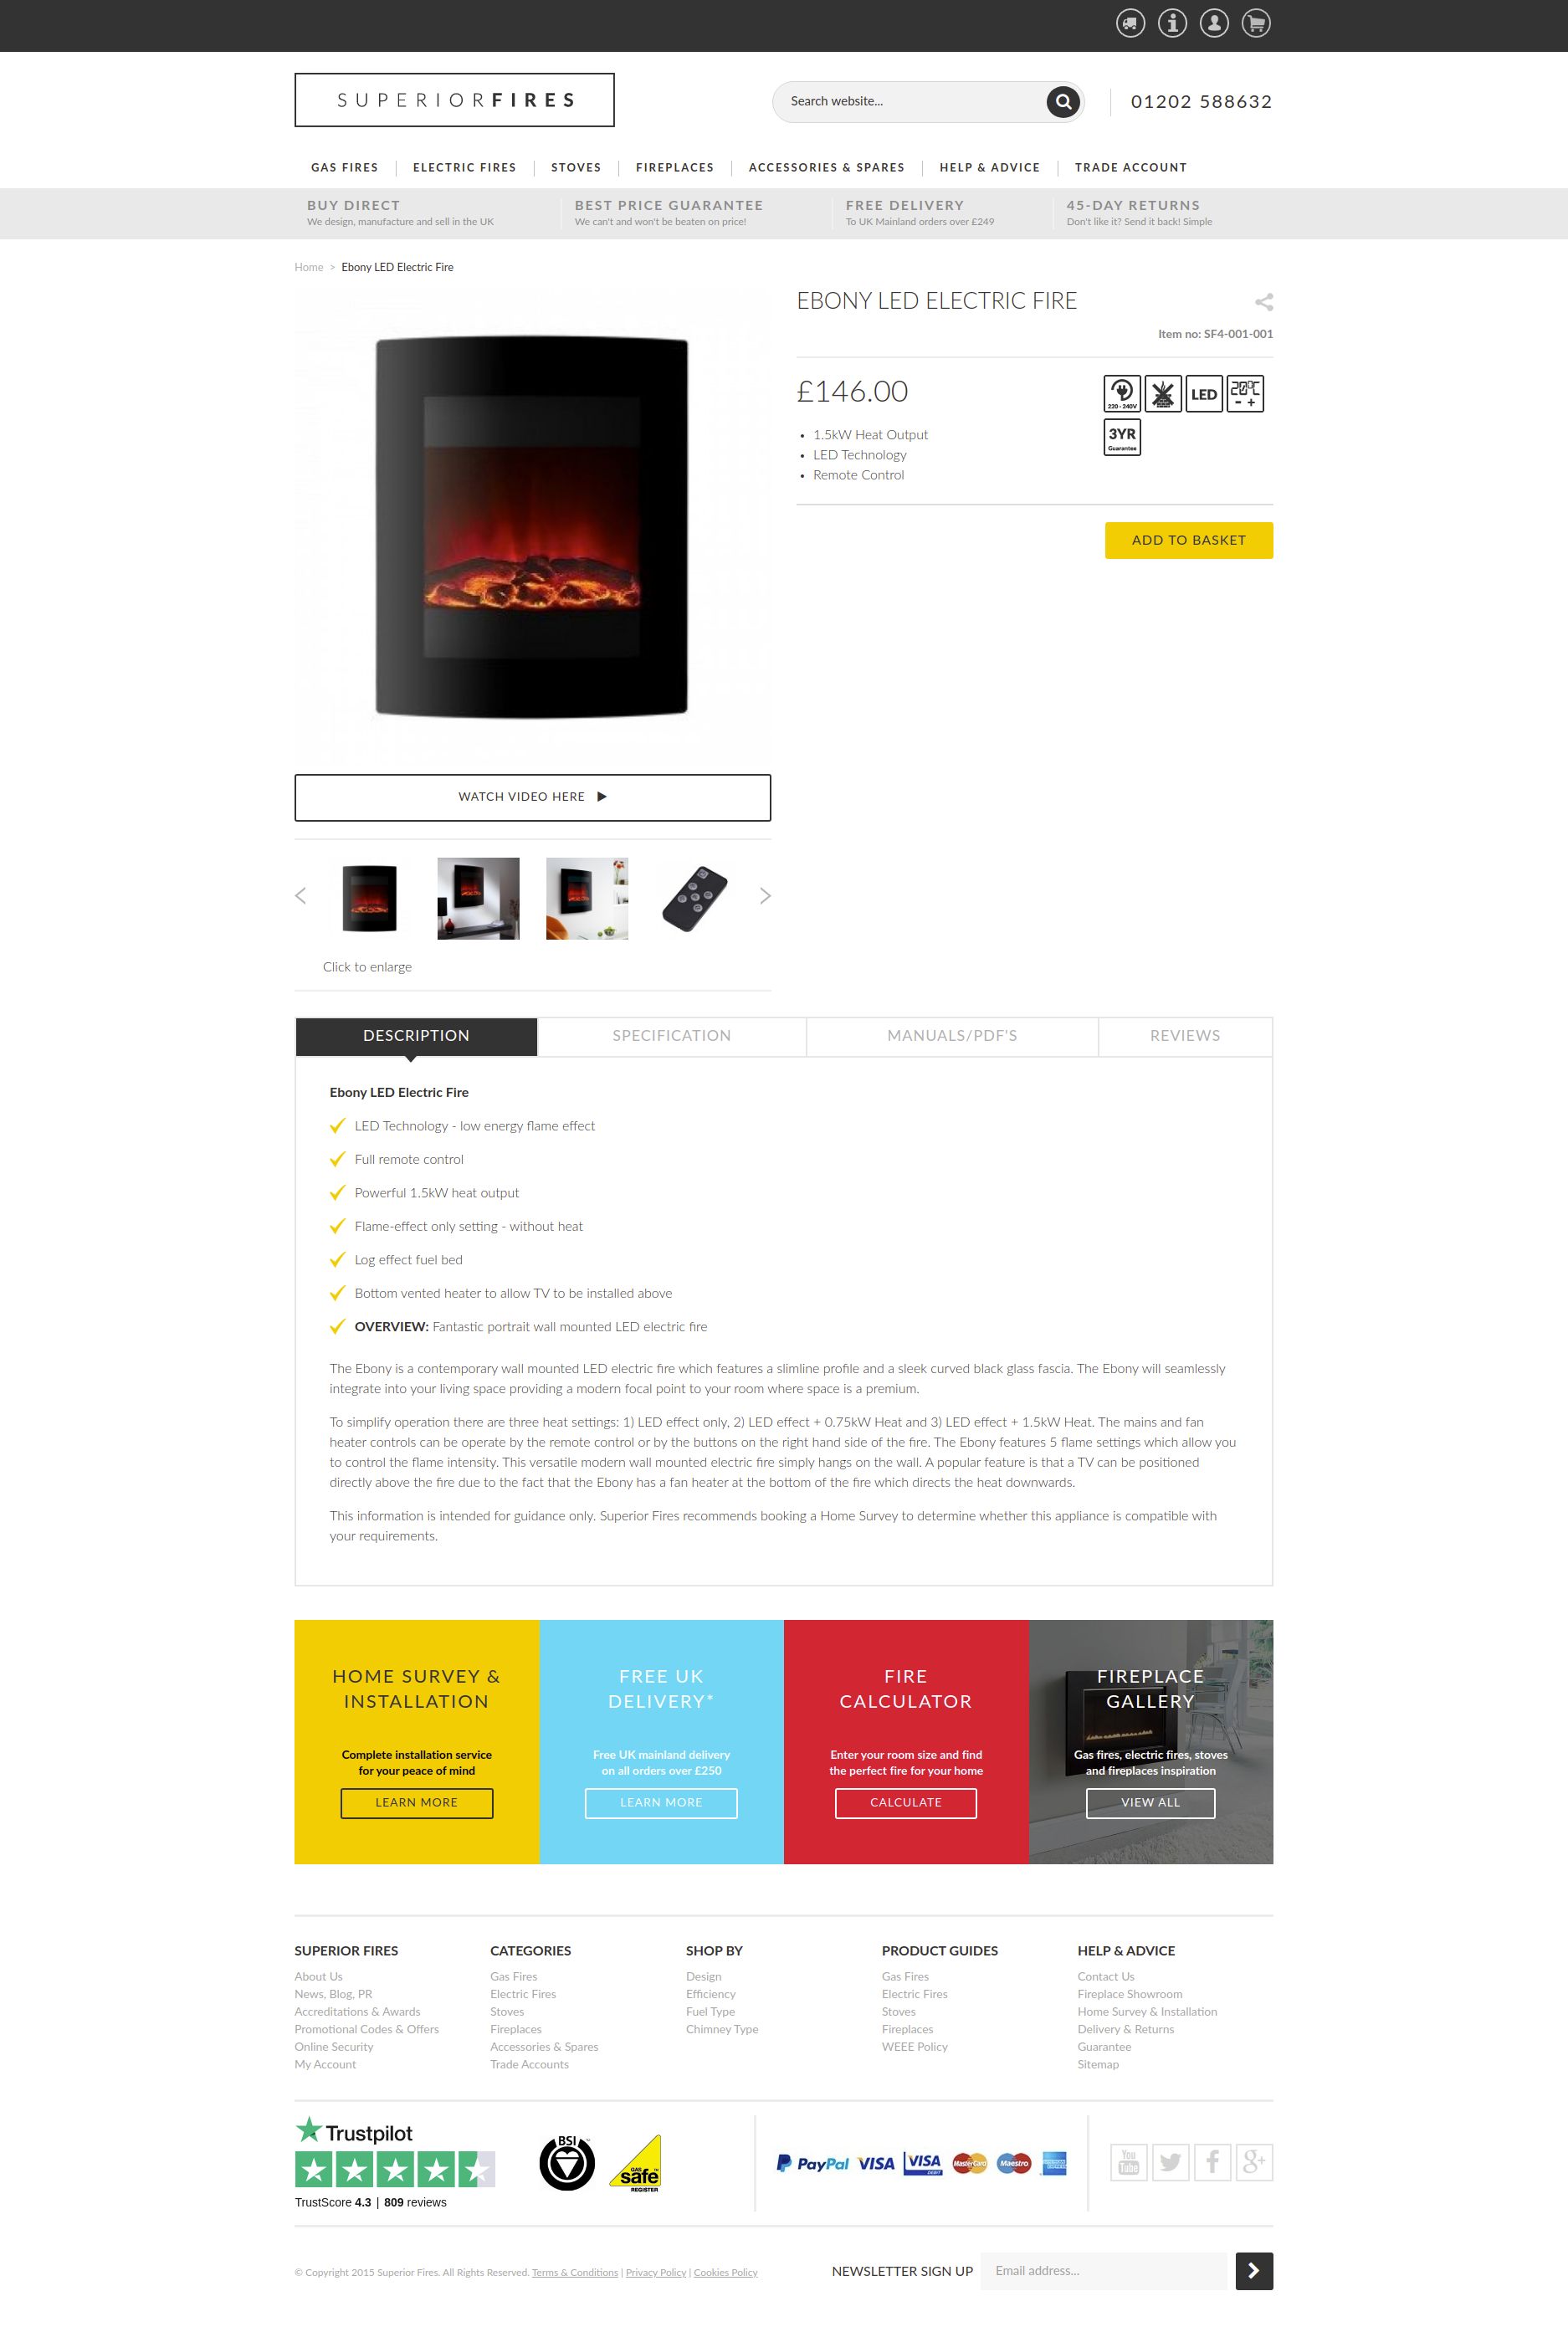 SUPERIORFIRES
Search website...
01202 588632
GAS FIRES
ELECTRIC FIRES
STOVES
FIREPLACES
ACCESSORIES & SPARES
HELP & ADVICE
TRADE ACCOUNT
BUY DIRECT
We design, manufacture and sell in the UK
BEST PRICE GUARANTEE
We can't and won't be beaten on price!
FREE DELIVERY
To UK Mainland orders over £249
45-DAY RETURNS
Don't like it? Send it back! Simple
Home > Ebony LED Electric Fire
EBONY LED ELECTRIC FIRE
Item no: SF4-001-001
£146.00
220 - 240V
LED
20°C
- +
3YR
Guarantee
1.5kW Heat Output
LED Technology
Remote Control
ADD TO BASKET
WATCH VIDEO HERE
Click to enlarge
DESCRIPTION
SPECIFICATION
MANUALS/PDF'S
REVIEWS
Ebony LED Electric Fire
LED Technology - low energy flame effect
Full remote control
Powerful 1.5kW heat output
Flame-effect only setting - without heat
Log effect fuel bed
Bottom vented heater to allow TV to be installed above
OVERVIEW: Fantastic portrait wall mounted LED electric fire
The Ebony is a contemporary wall mounted LED electric fire which features a slimline profile and a sleek curved black glass fascia. The Ebony will seamlessly
integrate into your living space providing a modern focal point to your room where space is a premium.
To simplify operation there are three heat settings: 1) LED effect only, 2) LED effect + 0.75kW Heat and 3) LED effect + 1.5kW Heat. The mains and fan
heater controls can be operate by the remote control or by the buttons on the right hand side of the fire. The Ebony features 5 flame settings which allow you
to control the flame intensity. This versatile modern wall mounted electric fire simply hangs on the wall. A popular feature is that a TV can be positioned
directly above the fire due to the fact that the Ebony has a fan heater at the bottom of the fire which directs the heat downwards.
This information is intended for guidance only. Superior Fires recommends booking a Home Survey to determine whether this appliance is compatible with
your requirements.
HOME SURVEY &
INSTALLATION
Complete installation service
for your peace of mind
LEARN MORE
FREE UK
DELIVERY*
Free UK mainland delivery
on all orders over £250
LEARN MORE
FIRE
CALCULATOR
Enter your room size and find
the perfect fire for your home
CALCULATE
FIREPLACE
GALLERY
Gas fires, electric fires, stoves
and fireplaces inspiration
VIEW ALL
SUPERIOR FIRES
About Us
News, Blog, PR
Accreditations & Awards
Promotional Codes & Offers
Online Security
My Account
CATEGORIES
Gas Fires
Electric Fires
Stoves
Fireplaces
Accessories & Spares
Trade Accounts
SHOP BY
Design
Efficiency
Fuel Type
Chimney Type
PRODUCT GUIDES
Gas Fires
Electric Fires
Stoves
Fireplaces
WEEE Policy
HELP & ADVICE
Contact Us
Fireplace Showroom
Home Survey & Installation
Delivery & Returns
Guarantee
Sitemap
Trustpilot
TrustScore 4.3 | 809 reviews
BSI
GAS
safe
REGISTER
PayPal
VISA
VISA
DEBIT
MasterCard
Maestro
You
Tube
© Copyright 2015 Superior Fires. All Rights Reserved. Terms & Conditions | Privacy Policy | Cookies Policy
NEWSLETTER SIGN UP
Email address...